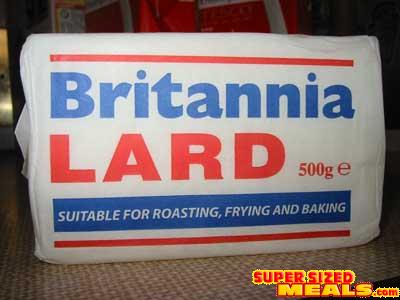 Britannia
LARD 500g ℮
SUITABLE FOR ROASTING, FRYING AND BAKING
SUPER SIZED
MEALS.com